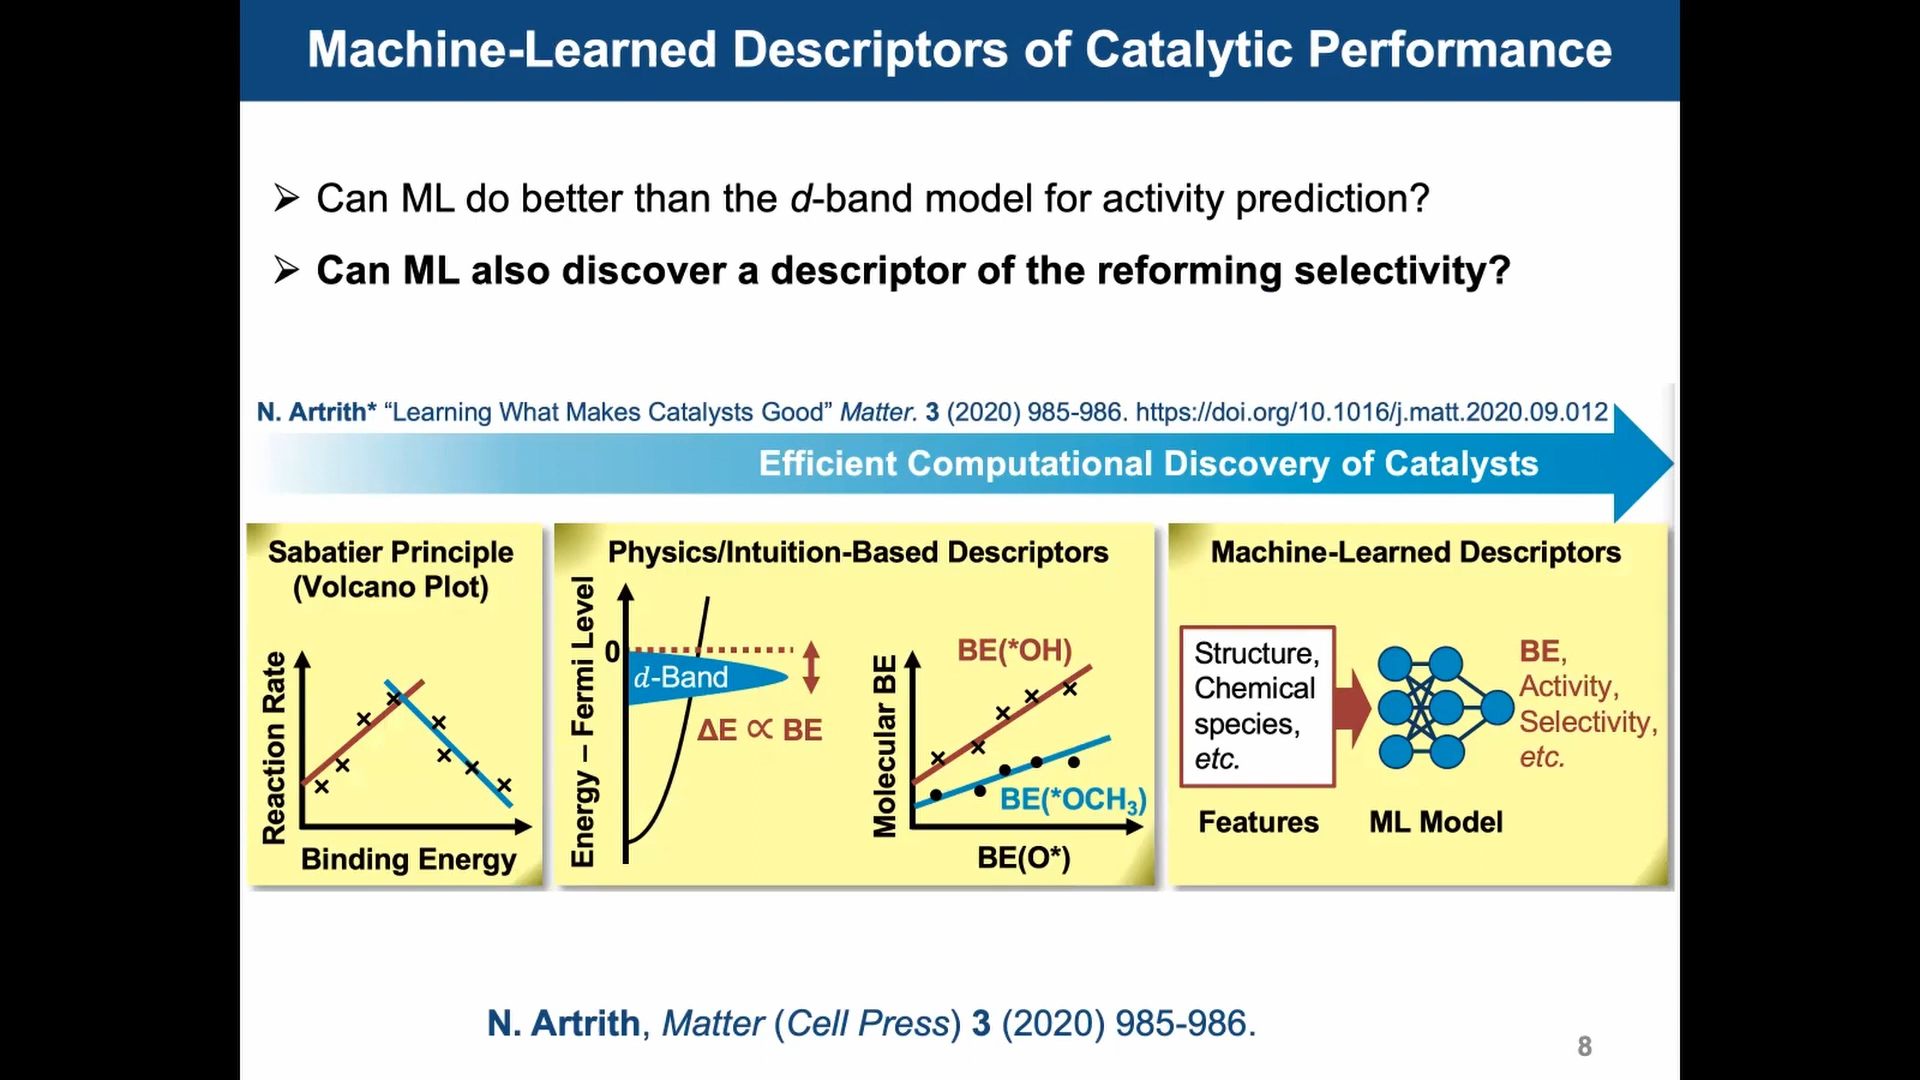 Machine-Learned Descriptors of Catalytic Performance
➢ Can ML do better than the d-band model for activity prediction?
➢ Can ML also discover a descriptor of the reforming selectivity?
N. Artrith* “Learning What Makes Catalysts Good” Matter. 3 (2020) 985-986. https://doi.org/10.1016/j.matt.2020.09.012
Efficient Computational Discovery of Catalysts
Sabatier Principle
(Volcano Plot)
Reaction Rate
Binding Energy
Physics/Intuition-Based Descriptors
Energy – Fermi Level
0
d-Band
ΔE ∝ BE
Molecular BE
BE(*OH)
BE(*OCH₃)
BE(O*)
Machine-Learned Descriptors
Structure,
Chemical
species,
etc.
BE,
Activity,
Selectivity,
etc.
Features
ML Model
N. Artrith, Matter (Cell Press) 3 (2020) 985-986.
8